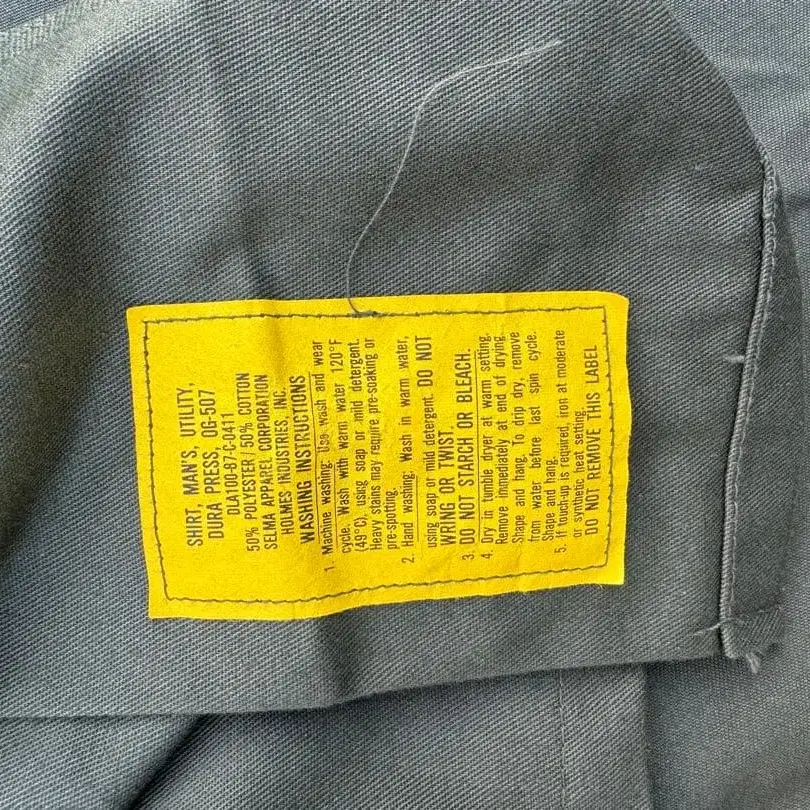 SHIRT, MAN'S, UTILITY,
DURA PRESS, OG-507
DLA100-87-C-0411
50% POLYESTER / 50% COTTON
SELMA APPAREL CORPORATION
HOLMES INDUSTRIES, INC.
WASHING INSTRUCTIONS
1. Machine washing: Use wash and wear
cycle. Wash with warm water 120°F
(49°C), using soap or mild detergent.
Heavy stains may require pre-soaking or
pre-spotting.
2. Hand washing: Wash in warm water,
using soap or mild detergent. DO NOT
WRING OR TWIST.
3. DO NOT STARCH OR BLEACH.
4. Dry in tumble dryer at warm setting.
Remove immediately at end of drying.
Shape and hang. To drip dry, remove
from water before last spin cycle.
Shape and hang.
5. If touch-up is required, iron at moderate
or synthetic heat setting.
DO NOT REMOVE THIS LABEL